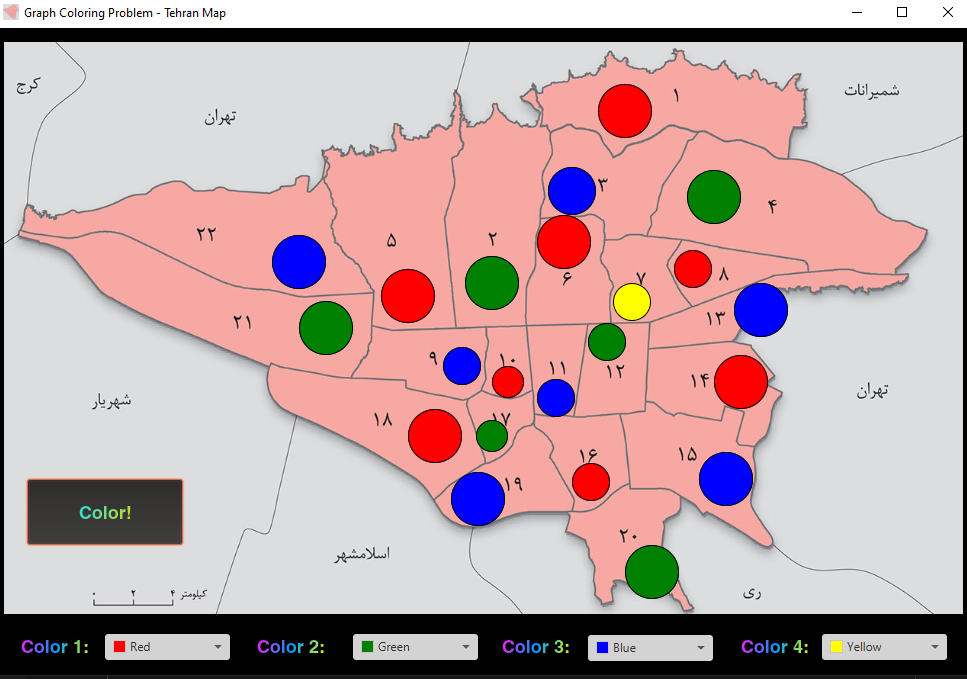 Graph Coloring Problem - Tehran Map
کرج
تهران
شمیرانات
۱
۳
۴
۲۲
۵
۲
۶
۷
۸
۲۱
۱۳
۹
۱۰
۱۱
۱۲
۱۴
تهران
شهریار
۱۸
۱۷
۱۶
۱۵
۱۹
Color!
۲۰
اسلامشهر
ری
۰ ۲ ۴ کیلومتر
Color 1: Red Color 2: Green Color 3: Blue Color 4: Yellow